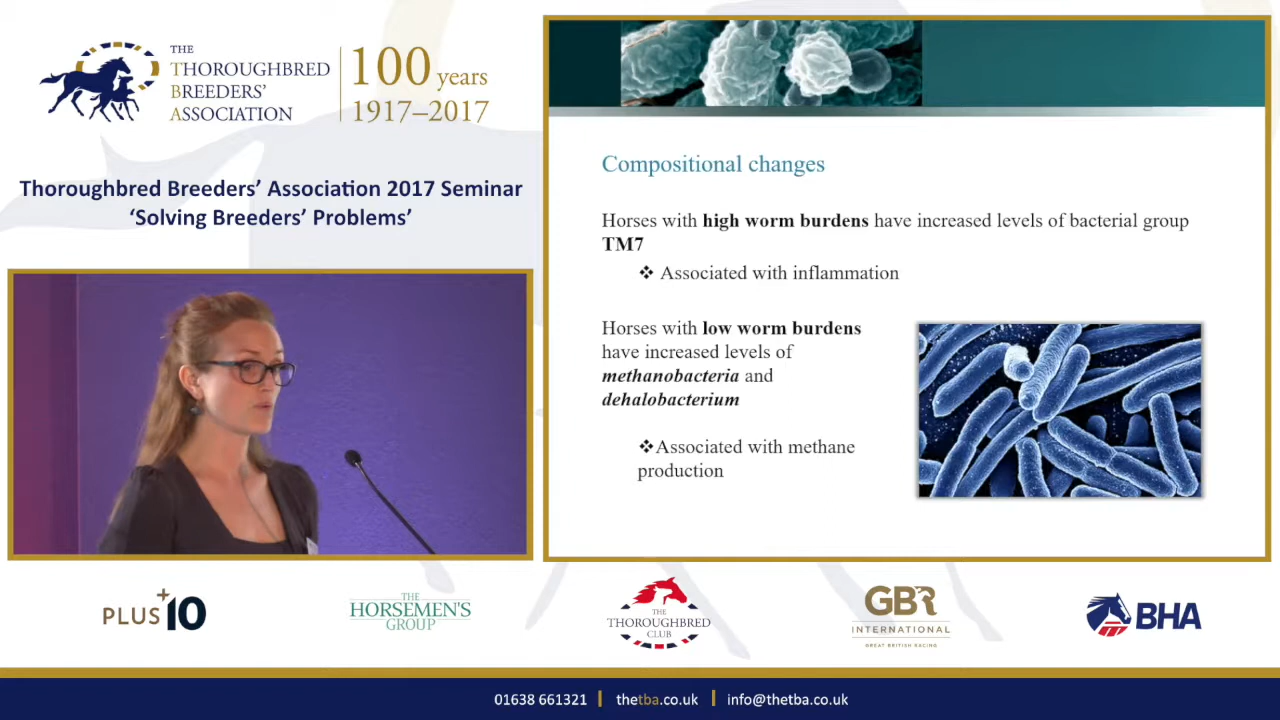 THE
THOROUGHBRED
BREEDERS'
ASSOCIATION
100 years
1917–2017
Thoroughbred Breeders' Association 2017 Seminar
'Solving Breeders' Problems'
Compositional changes
Horses with high worm burdens have increased levels of bacterial group
TM7
❖ Associated with inflammation
Horses with low worm burdens
have increased levels of
methanobacteria and
dehalobacterium
❖Associated with methane
production
PLUS+10
THE
HORSEMEN'S
GROUP
THE
THOROUGHBRED
CLUB
GBR
INTERNATIONAL
GREAT BRITISH RACING
BHA
01638 661321 | thetba.co.uk | info@thetba.co.uk